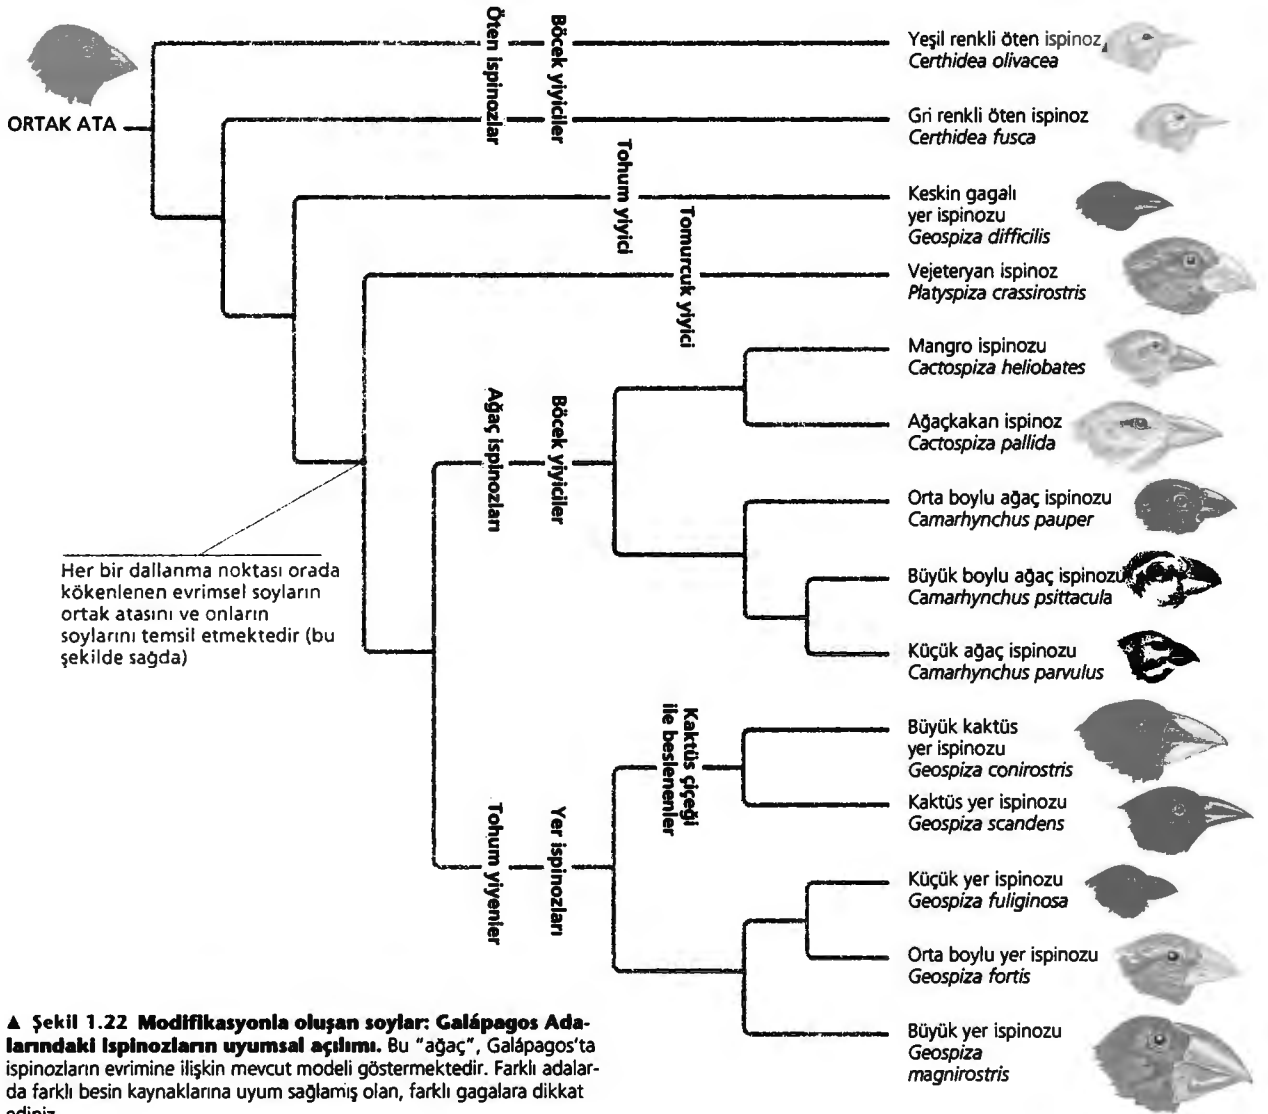 ORTAK ATA
Öten ispinozlar
Böcek yiyiciler
Yeşil renkli öten ispinoz
Certhidea olivacea
Gri renkli öten ispinoz
Certhidea fusca
Tohum yiyici
Keskin gagalı
yer ispinozu
Geospiza difficilis
Tomurcuk yiyici
Vejeteryan ispinoz
Platyspiza crassirostris
Ağaç ispinozları
Böcek yiyiciler
Mangro ispinozu
Cactospiza heliobates
Ağaçkakan ispinoz
Cactospiza pallida
Orta boylu ağaç ispinozu
Camarhynchus pauper
Büyük boylu ağaç ispinozu
Camarhynchus psittacula
Küçük ağaç ispinozu
Camarhynchus parvulus
Her bir dallanma noktası orada
kökenlenen evrimsel soyların
ortak atasını ve onların
soylarını temsil etmektedir (bu
şekilde sağda)
Tohum yiyenler
Yer ispinozları
Kaktüs çiçeği
ile beslenenler
Büyük kaktüs
yer ispinozu
Geospiza conirostris
Kaktüs yer ispinozu
Geospiza scandens
Küçük yer ispinozu
Geospiza fuliginosa
Orta boylu yer ispinozu
Geospiza fortis
Büyük yer ispinozu
Geospiza
magnirostris
▲ Şekil 1.22 Modifikasyonla oluşan soylar: Galápagos Ada-
larındaki ispinozların uyumsal açılımı. Bu "ağaç", Galápagos'ta
ispinozların evrimine ilişkin mevcut modeli göstermektedir. Farklı adalar-
da farklı besin kaynaklarına uyum sağlamış olan, farklı gagalara dikkat
ediniz